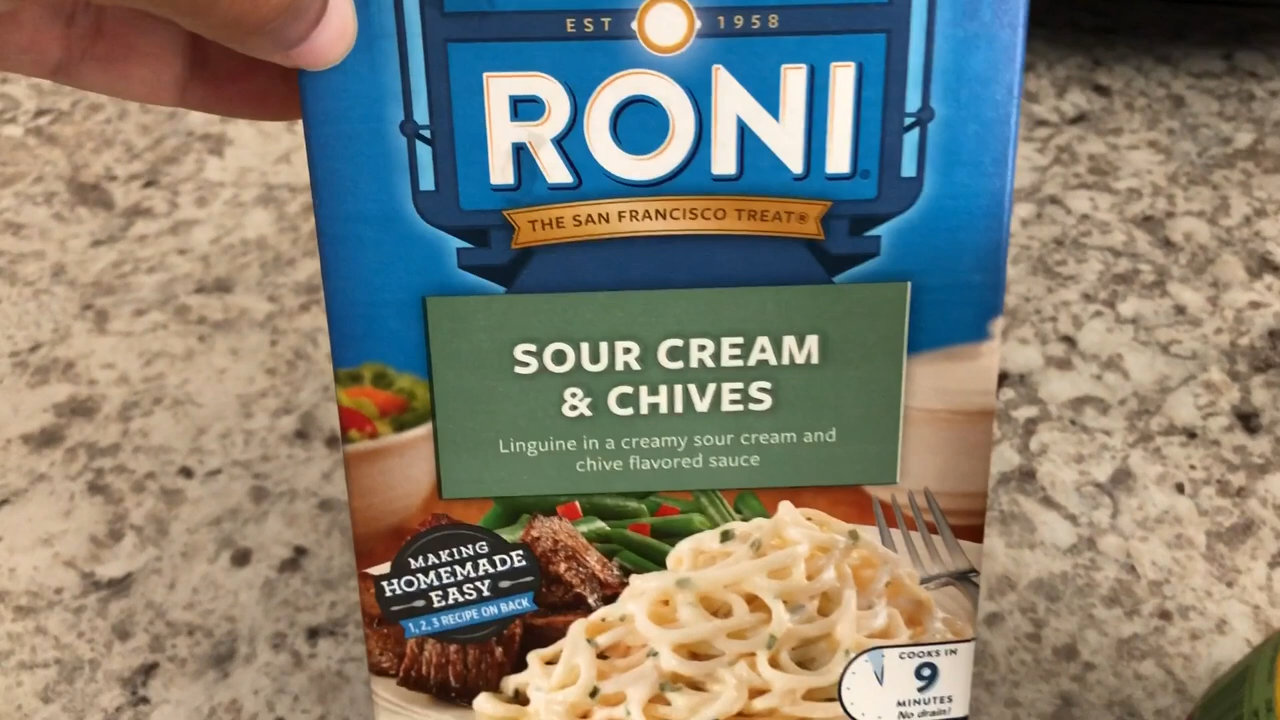 EST 1958
RONI
THE SAN FRANCISCO TREAT®
SOUR CREAM
& CHIVES
Linguine in a creamy sour cream and
chive flavored sauce
MAKING
HOMEMADE
EASY
1, 2, 3 RECIPE ON BACK
COOKS IN
9
MINUTES
No drain!